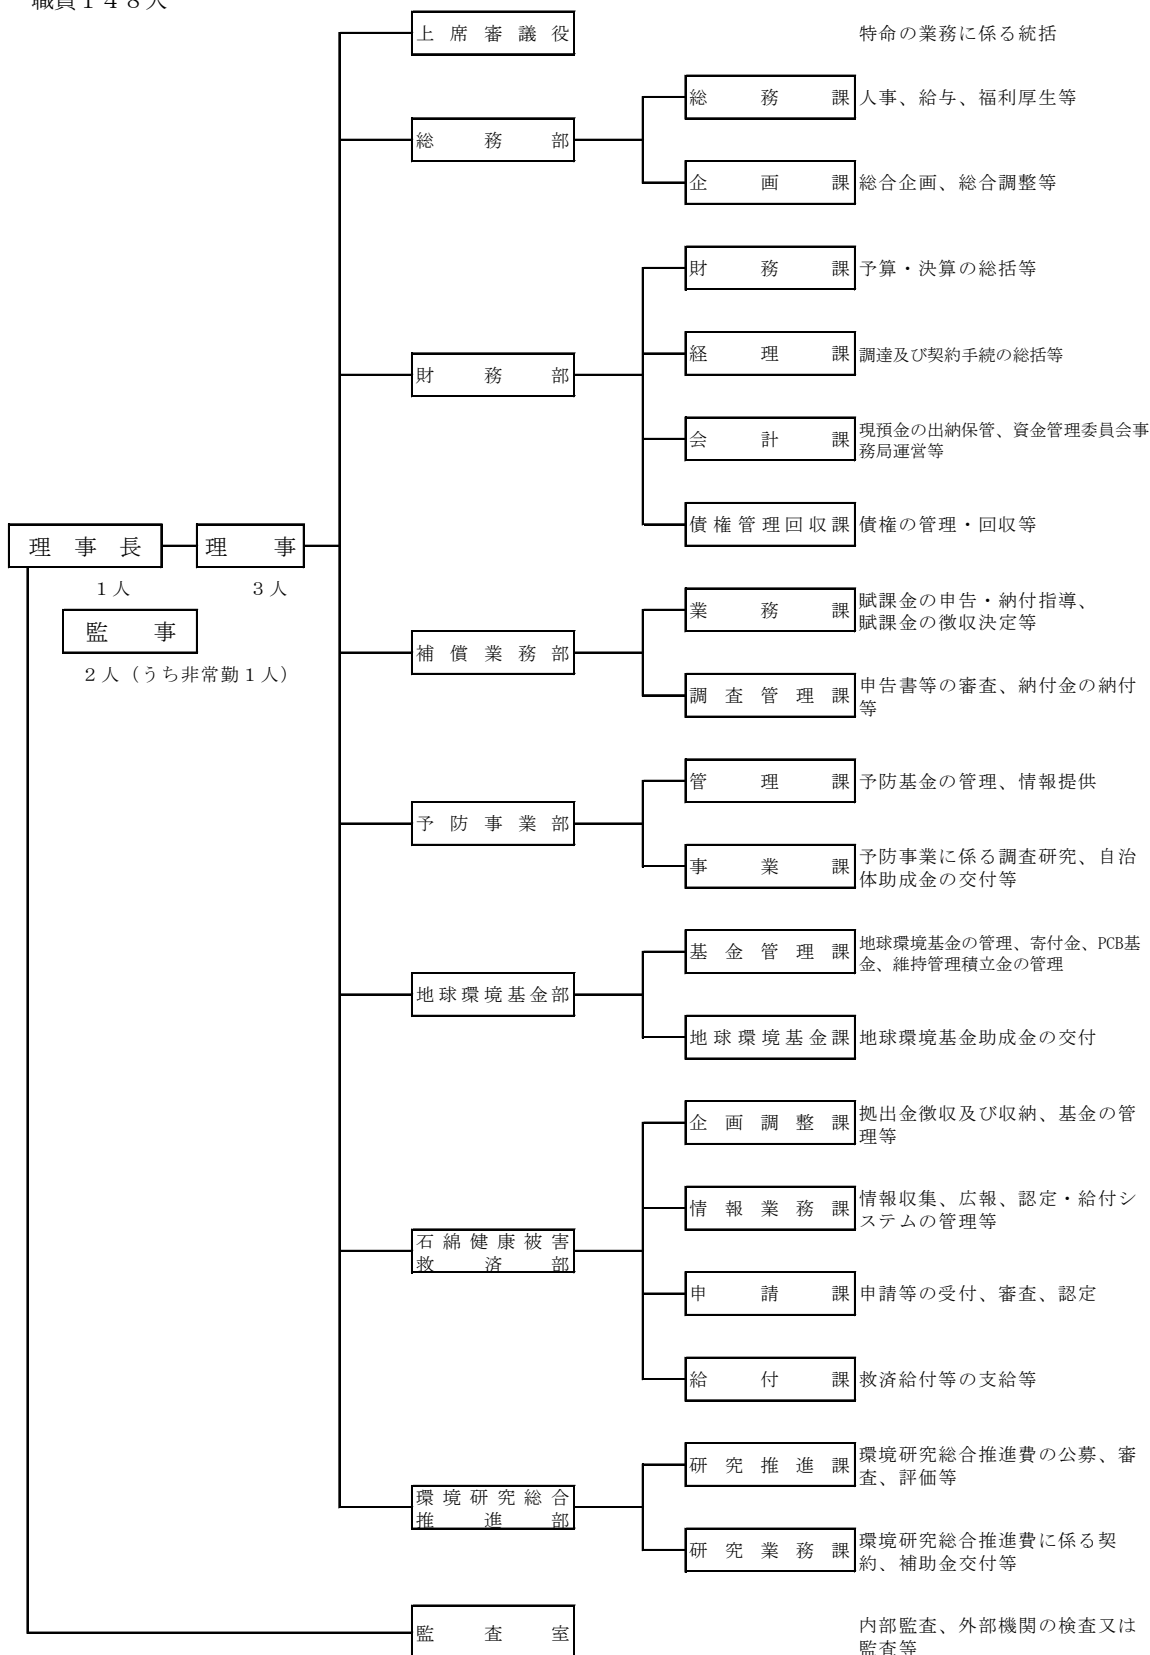 職員１４８人
上席審議役
特命の業務に係る統括
総務部
総務課
人事、給与、福利厚生等
企画課
総合企画、総合調整等
財務部
財務課
予算・決算の総括等
経理課
調達及び契約手続の総括等
会計課
現預金の出納保管、資金管理委員会事
務局運営等
債権管理回収課
債権の管理・回収等
理事長
１人
理事
３人
監事
２人（うち非常勤１人）
補償業務部
業務課
賦課金の申告・納付指導、
賦課金の徴収決定等
調査管理課
申告書等の審査、納付金の納付
等
予防事業部
管理課
予防基金の管理、情報提供
事業課
予防事業に係る調査研究、自治
体助成金の交付等
地球環境基金部
基金管理課
地球環境基金の管理、寄付金、PCB基
金、維持管理積立金の管理
地球環境基金課
地球環境基金助成金の交付
石綿健康被害
救済部
企画調整課
拠出金徴収及び収納、基金の管
理等
情報業務課
情報収集、広報、認定・給付シ
ステムの管理等
申請課
申請等の受付、審査、認定
給付課
救済給付等の支給等
環境研究総合
推進部
研究推進課
環境研究総合推進費の公募、審
査、評価等
研究業務課
環境研究総合推進費に係る契
約、補助金交付等
監査室
内部監査、外部機関の検査又は
監査等